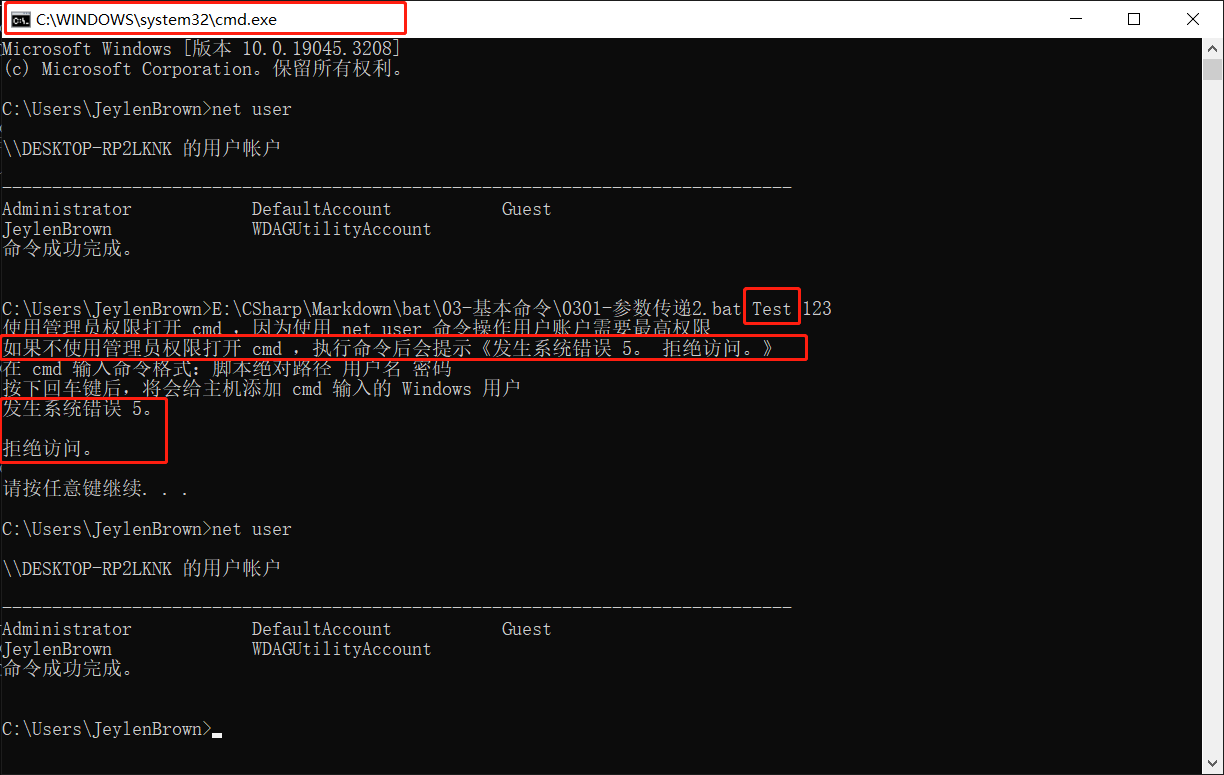 C:\WINDOWS\system32\cmd.exe
Microsoft Windows [版本 10.0.19045.3208]
(c) Microsoft Corporation。保留所有权利。
C:\Users\JeylenBrown>net user
\\DESKTOP-RP2LKNK 的用户帐户
-------------------------------------------------------------------------------
Administrator DefaultAccount Guest
JeylenBrown WDAGUtilityAccount
命令成功完成。
C:\Users\JeylenBrown>E:\CSharp\Markdown\bat\03-基本命令\0301-参数传递2.bat Test 123
使用管理员权限打开 cmd ，因为使用 net user 命令操作用户账户需要最高权限
如果不使用管理员权限打开 cmd ，执行命令后会提示《发生系统错误 5。 拒绝访问。》
在 cmd 输入命令格式：脚本绝对路径 用户名 密码
按下回车键后，将会给主机添加 cmd 输入的 Windows 用户
发生系统错误 5。
拒绝访问。
请按任意键继续. . .
C:\Users\JeylenBrown>net user
\\DESKTOP-RP2LKNK 的用户帐户
-------------------------------------------------------------------------------
Administrator DefaultAccount Guest
JeylenBrown WDAGUtilityAccount
命令成功完成。
C:\Users\JeylenBrown>